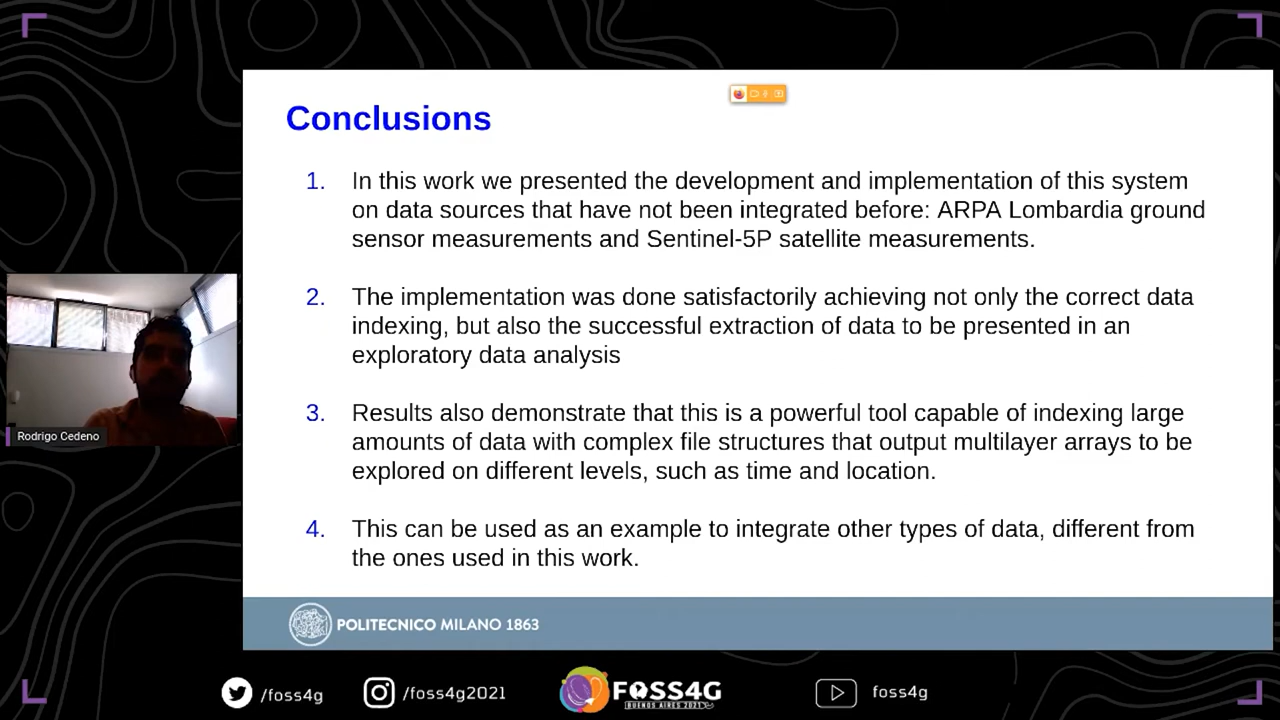 Conclusions
1. In this work we presented the development and implementation of this system
on data sources that have not been integrated before: ARPA Lombardia ground
sensor measurements and Sentinel-5P satellite measurements.
2. The implementation was done satisfactorily achieving not only the correct data
indexing, but also the successful extraction of data to be presented in an
exploratory data analysis
3. Results also demonstrate that this is a powerful tool capable of indexing large
amounts of data with complex file structures that output multilayer arrays to be
explored on different levels, such as time and location.
4. This can be used as an example to integrate other types of data, different from
the ones used in this work.
Rodrigo Cedeno
POLITECNICO MILANO 1863
/foss4g
/foss4g2021
FOSS4G
BUENOS AIRES 2021
foss4g